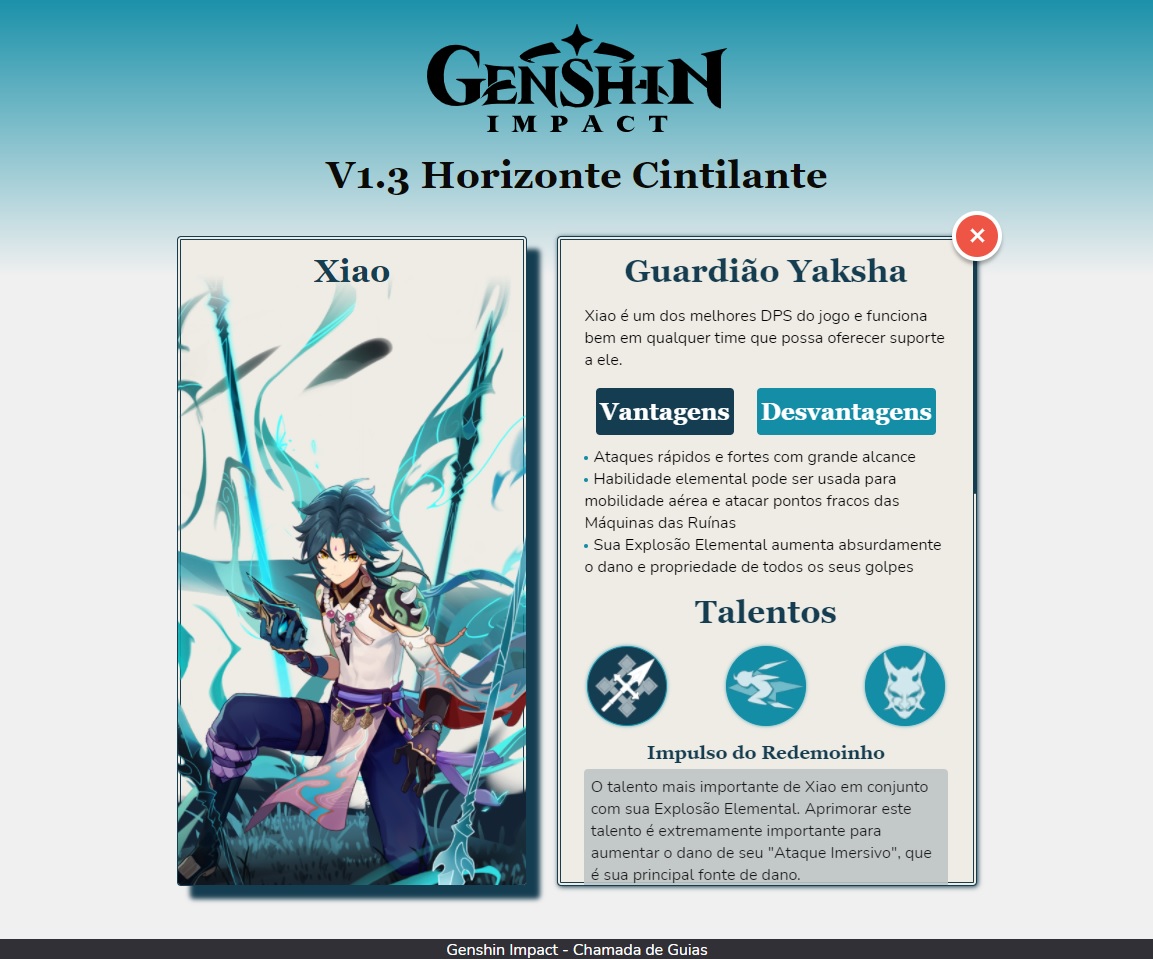 GENSHIN
IMPACT
V1.3 Horizonte Cintilante
Xiao
Guardião Yaksha
Xiao é um dos melhores DPS do jogo e funciona
bem em qualquer time que possa oferecer suporte
a ele.
Vantagens
Desvantagens
• Ataques rápidos e fortes com grande alcance
• Habilidade elemental pode ser usada para
mobilidade aérea e atacar pontos fracos das
Máquinas das Ruínas
• Sua Explosão Elemental aumenta absurdamente
o dano e propriedade de todos os seus golpes
Talentos
Impulso do Redemoinho
O talento mais importante de Xiao em conjunto
com sua Explosão Elemental. Aprimorar este
talento é extremamente importante para
aumentar o dano de seu "Ataque Imersivo", que
é sua principal fonte de dano.
Genshin Impact - Chamada de Guias